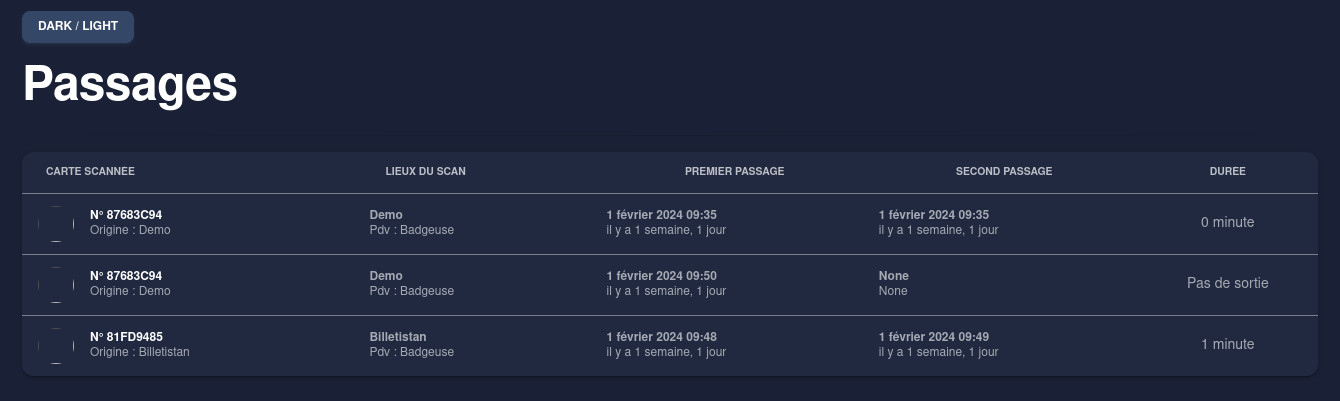 DARK / LIGHT
Passages
CARTE SCANNEE LIEUX DU SCAN PREMIER PASSAGE SECOND PASSAGE DUREE
N° 87683C94 Demo 1 février 2024 09:35 1 février 2024 09:35 0 minute
Origine : Demo Pdv : Badgeuse il y a 1 semaine, 1 jour il y a 1 semaine, 1 jour
N° 87683C94 Demo 1 février 2024 09:50 None Pas de sortie
Origine : Demo Pdv : Badgeuse il y a 1 semaine, 1 jour None
N° 81FD9485 Billetistan 1 février 2024 09:48 1 février 2024 09:49 1 minute
Origine : Billetistan Pdv : Badgeuse il y a 1 semaine, 1 jour il y a 1 semaine, 1 jour